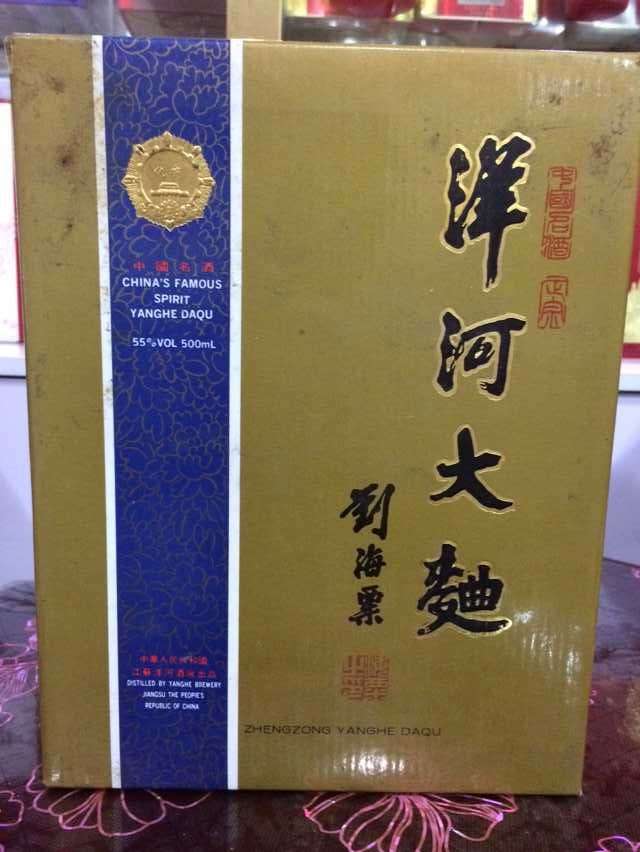 中國名酒
CHINA'S FAMOUS
SPIRIT
YANGHE DAQU
55%VOL 500mL
中國名酒 正宗
洋河大麯
劉海粟
中華人民共和國
江蘇洋河酒廠出品
DISTILLED BY YANGHE BREWERY
JIANGSU THE PEOPLE'S
REPUBLIC OF CHINA
ZHENGZONG YANGHE DAQU